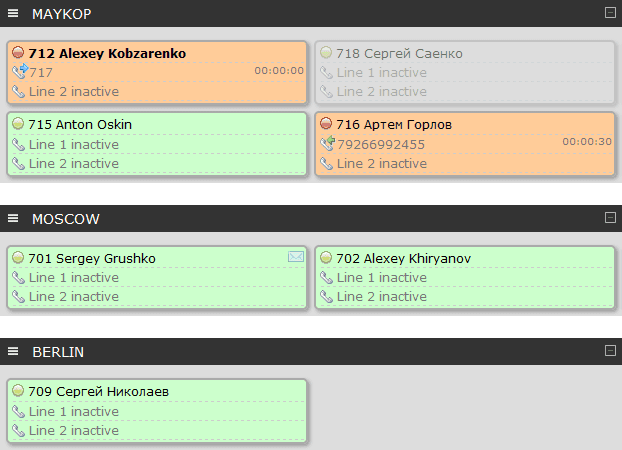 MAYKOP
712 Alexey Kobzarenko
717 00:00:00
Line 2 inactive
718 Сергей Саенко
Line 1 inactive
Line 2 inactive
715 Anton Oskin
Line 1 inactive
Line 2 inactive
716 Артем Горлов
79266992455 00:00:30
Line 2 inactive
MOSCOW
701 Sergey Grushko
Line 1 inactive
Line 2 inactive
702 Alexey Khiryanov
Line 1 inactive
Line 2 inactive
BERLIN
709 Сергей Николаев
Line 1 inactive
Line 2 inactive